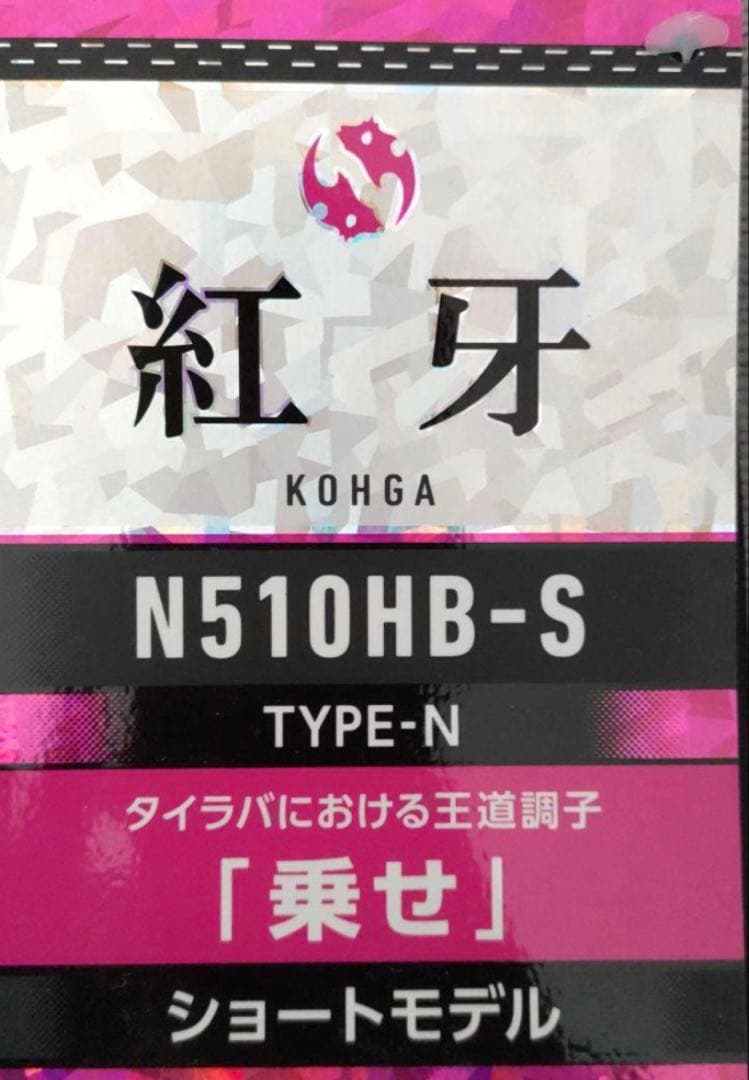 紅牙
KOHGA
N510HB-S
TYPE-N
タイラバにおける王道調子
「乗せ」
ショートモデル